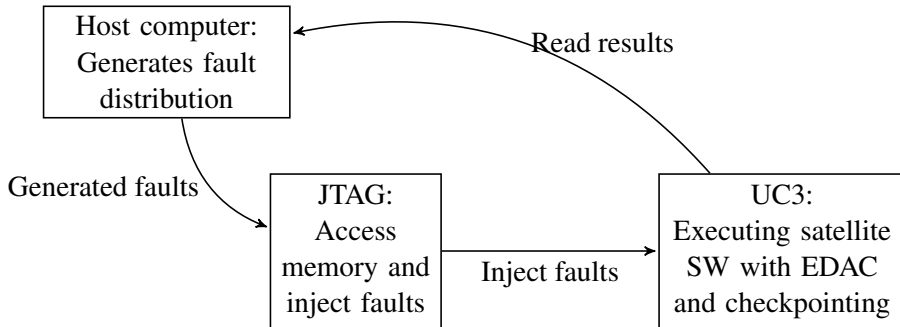 Host computer:
Generates fault
distribution
Read results
Generated faults
JTAG:
Access
memory and
inject faults
Inject faults
UC3:
Executing satellite
SW with EDAC
and checkpointing